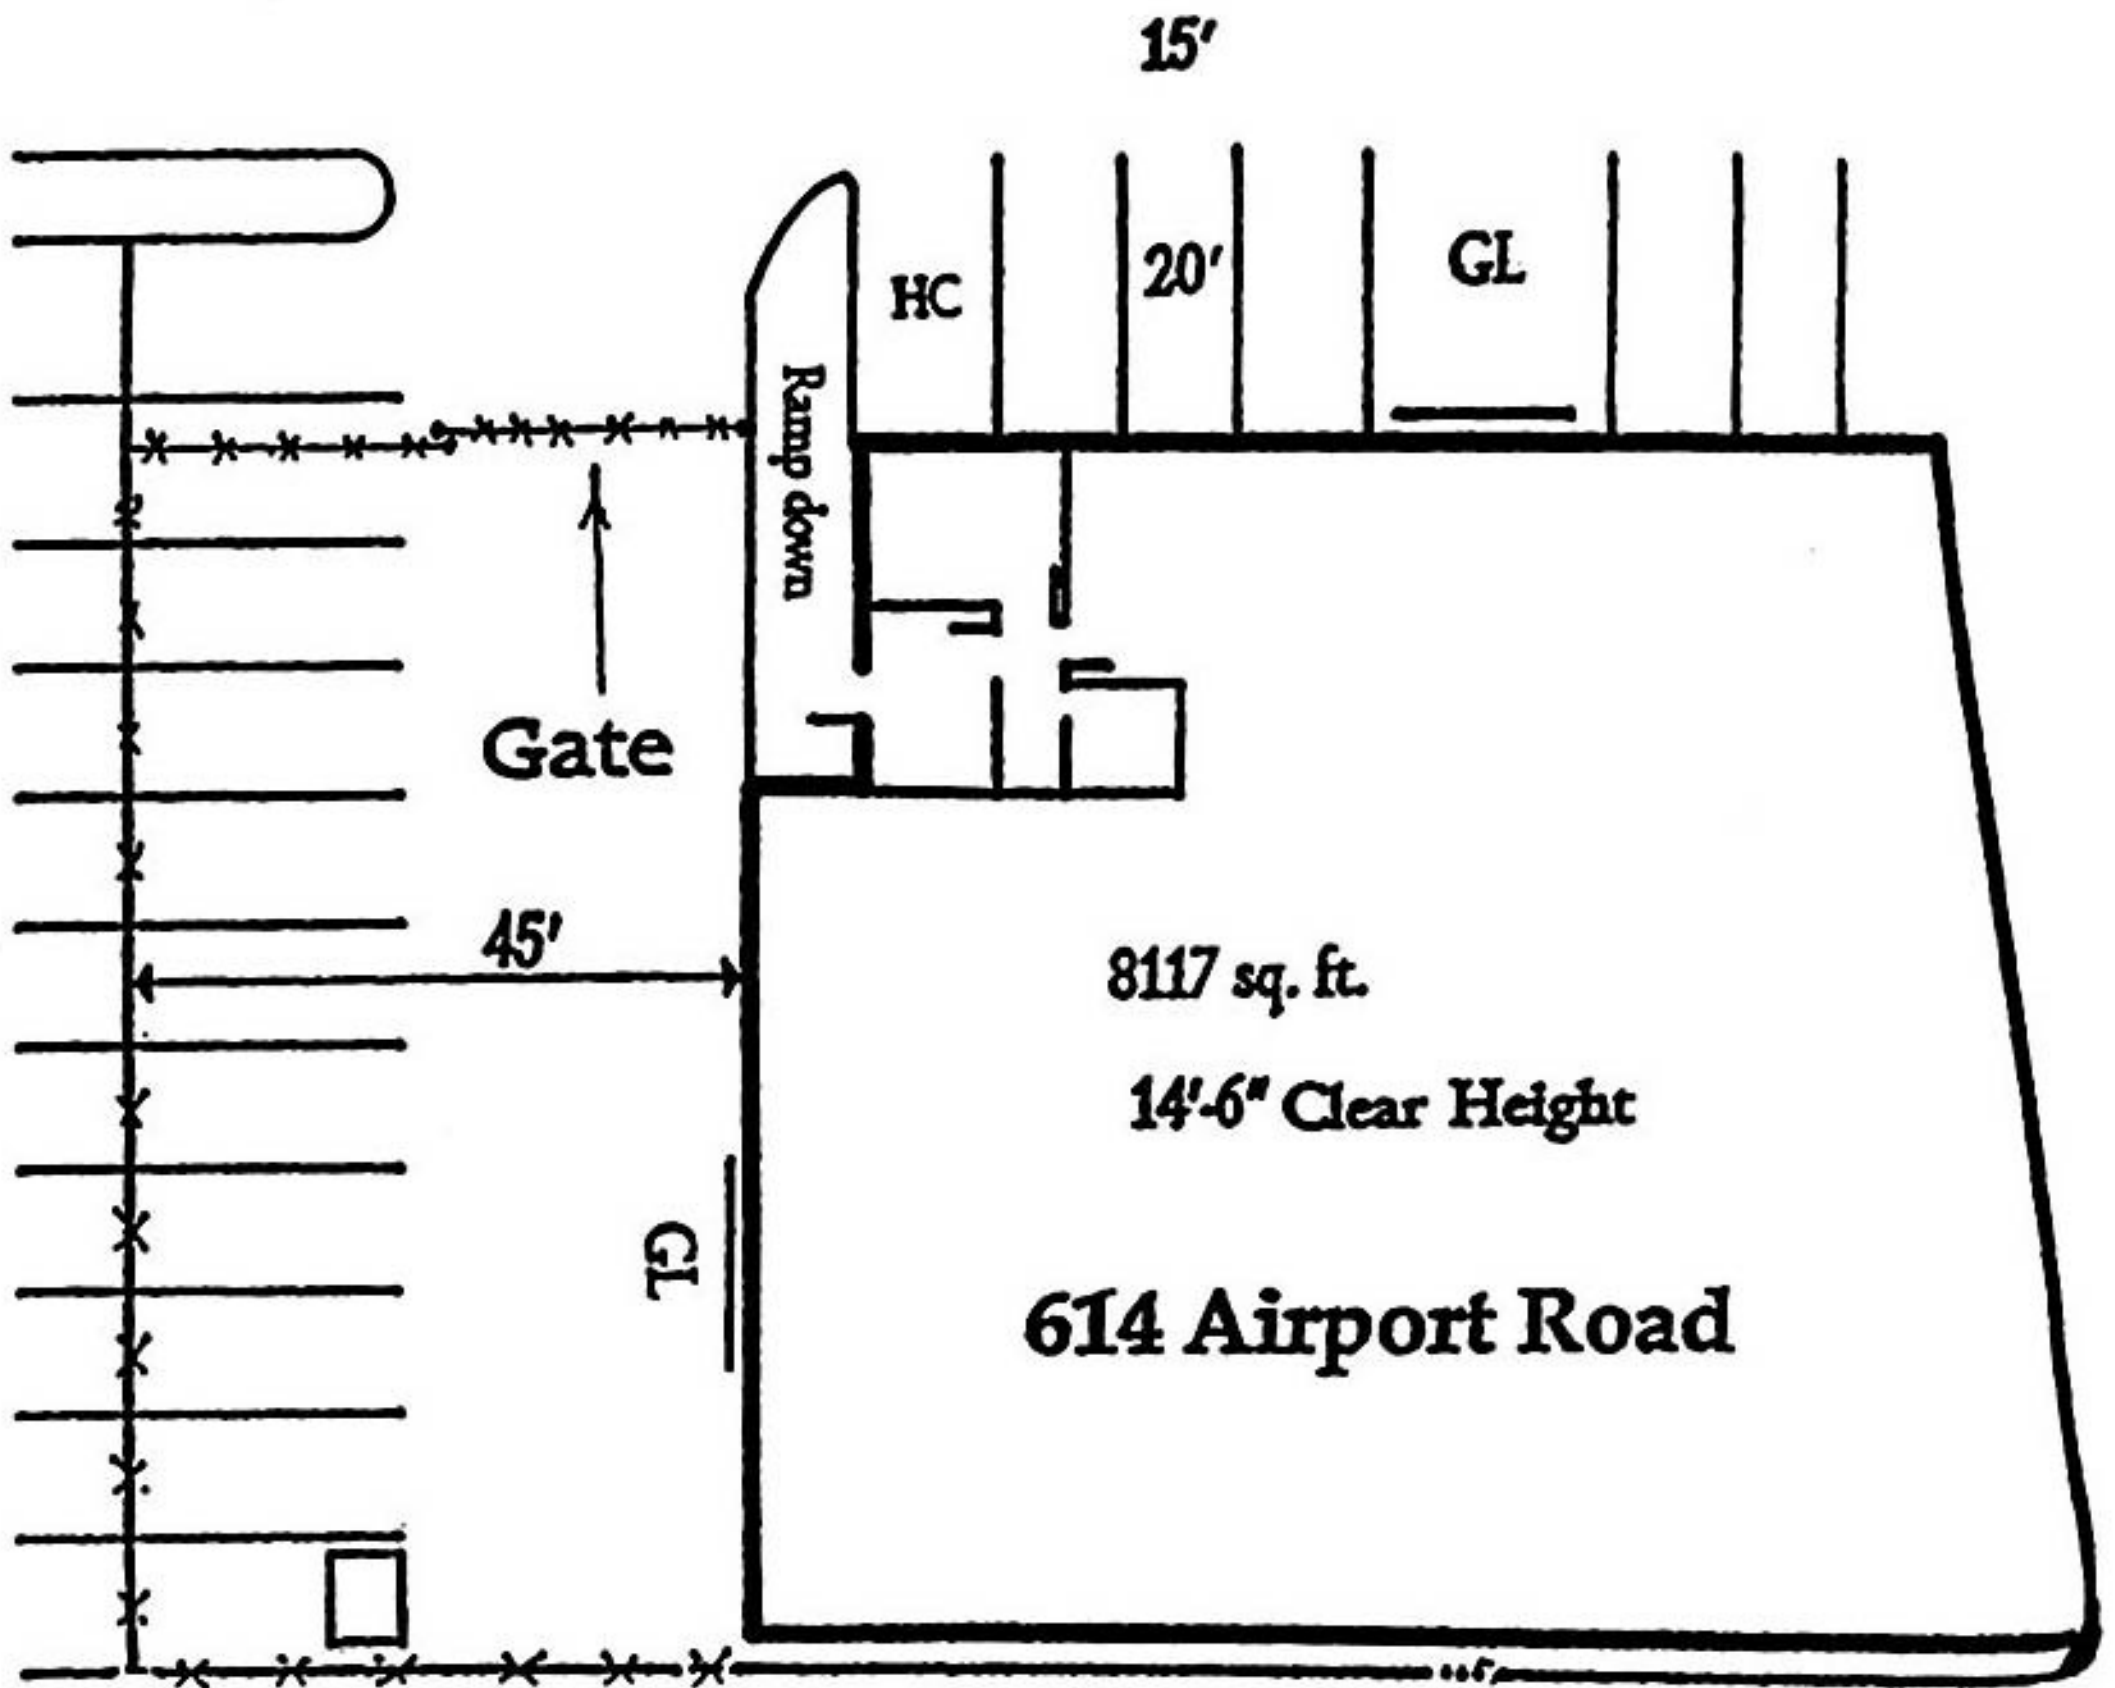 15'
HC
20'
GL
Ramp down
Gate
45'
8117 sq. ft.
14'-6" Clear Height
GL
614 Airport Road